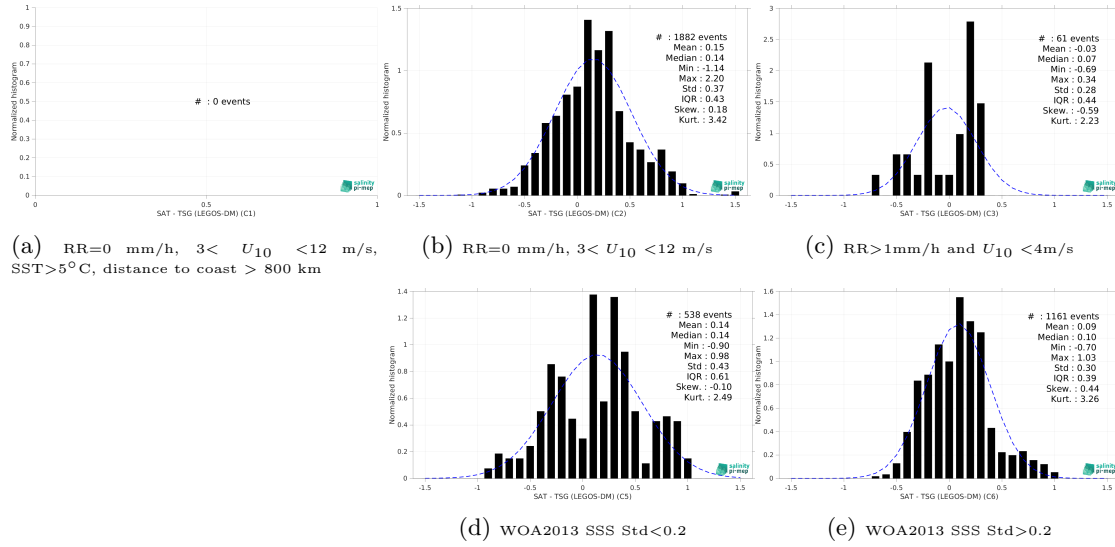 1
0.9
0.8
0.7
0.6
0.5
0.4
0.3
0.2
0.1
0
Normalized histogram
# : 0 events
salinity
pi-mep
0 0.5 1
SAT - TSG (LEGOS-DM) (C1)
(a) RR=0 mm/h, 3< U10 <12 m/s,
SST>5°C, distance to coast > 800 km
1.5
1
0.5
0
Normalized histogram
# : 1882 events
Mean : 0.15
Median : 0.14
Min : -1.14
Max : 2.20
Std : 0.37
IQR : 0.43
Skew. : 0.18
Kurt. : 3.42
salinity
pi-mep
-1.5 -1 -0.5 0 0.5 1 1.5
SAT - TSG (LEGOS-DM) (C2)
(b) RR=0 mm/h, 3< U10 <12 m/s
3
2.5
2
1.5
1
0.5
0
Normalized histogram
# : 61 events
Mean : -0.03
Median : 0.07
Min : -0.69
Max : 0.34
Std : 0.28
IQR : 0.44
Skew. : -0.59
Kurt. : 2.23
salinity
pi-mep
-1.5 -1 -0.5 0 0.5 1 1.5
SAT - TSG (LEGOS-DM) (C3)
(c) RR>1mm/h and U10 <4m/s
1.4
1.2
1
0.8
0.6
0.4
0.2
0
Normalized histogram
# : 538 events
Mean : 0.14
Median : 0.14
Min : -0.90
Max : 0.98
Std : 0.43
IQR : 0.61
Skew. : -0.10
Kurt. : 2.49
salinity
pi-mep
-1.5 -1 -0.5 0 0.5 1 1.5
SAT - TSG (LEGOS-DM) (C5)
(d) WOA2013 SSS Std<0.2
1.6
1.4
1.2
1
0.8
0.6
0.4
0.2
0
Normalized histogram
# : 1161 events
Mean : 0.09
Median : 0.10
Min : -0.70
Max : 1.03
Std : 0.30
IQR : 0.39
Skew. : 0.44
Kurt. : 3.26
salinity
pi-mep
-1.5 -1 -0.5 0 0.5 1 1.5
SAT - TSG (LEGOS-DM) (C6)
(e) WOA2013 SSS Std>0.2